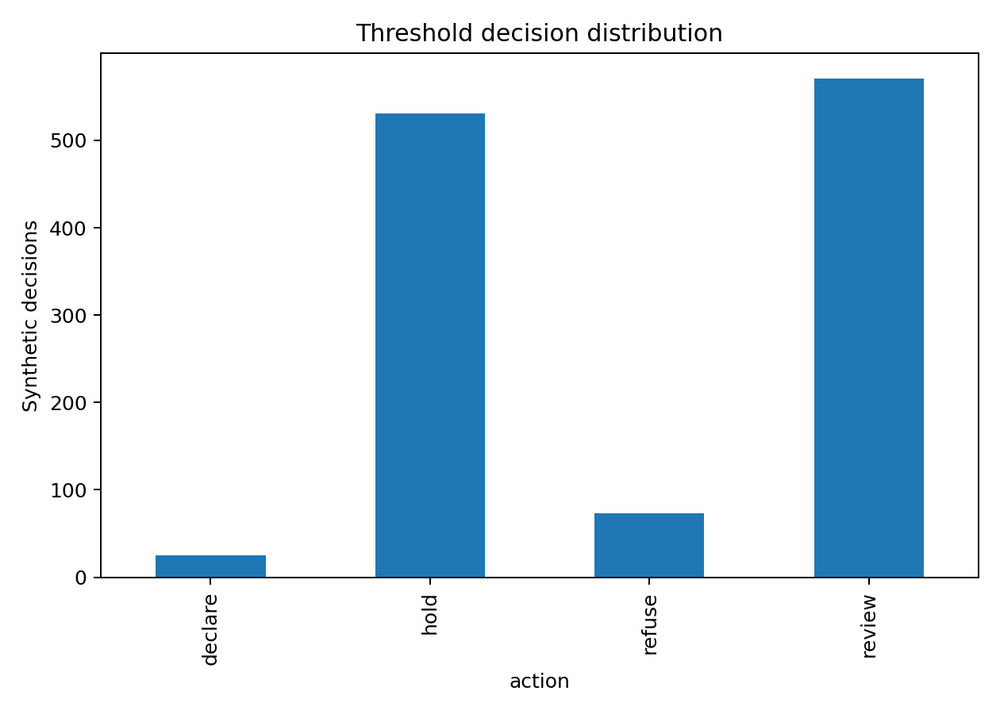 Threshold decision distribution
Synthetic decisions
500
400
300
200
100
0
declare
hold
refuse
review
action